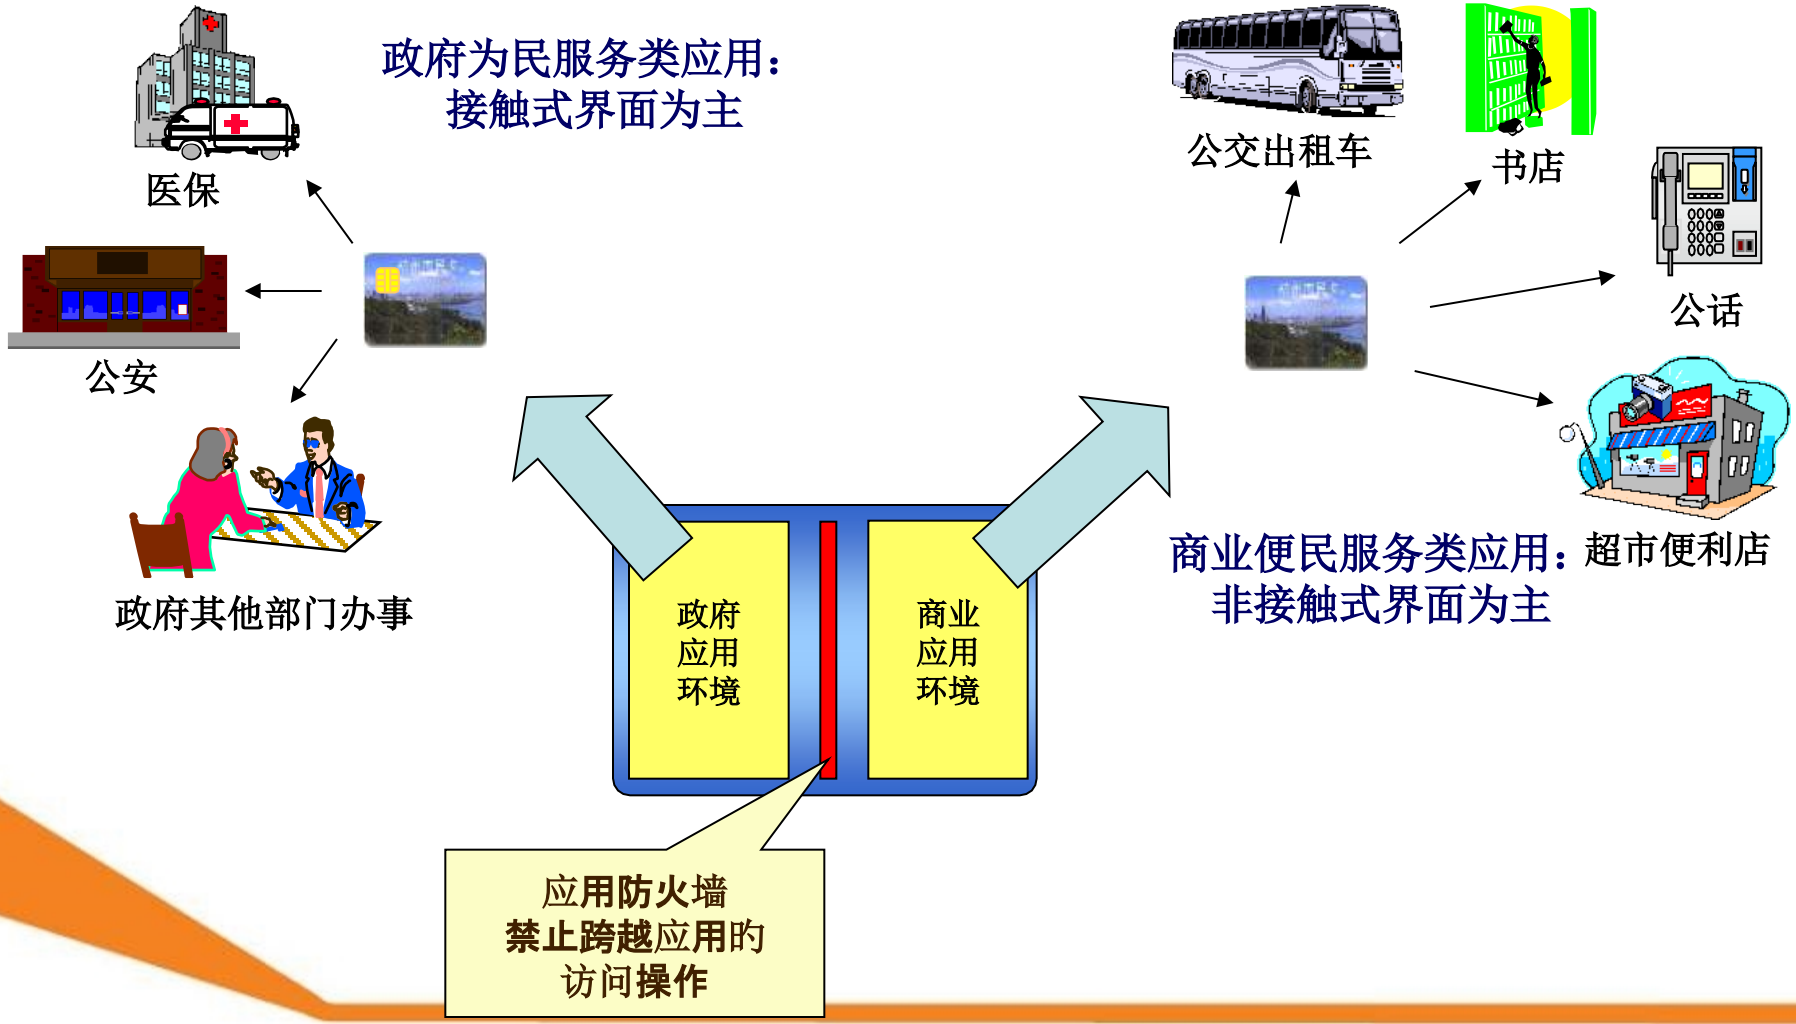 政府为民服务类应用：
接触式界面为主
医保
公安
政府其他部门办事
公交出租车
书店
公话
超市便利店
商业便民服务类应用：
非接触式界面为主
政府
应用
环境
商业
应用
环境
应用防火墙
禁止跨越应用旳
访问操作